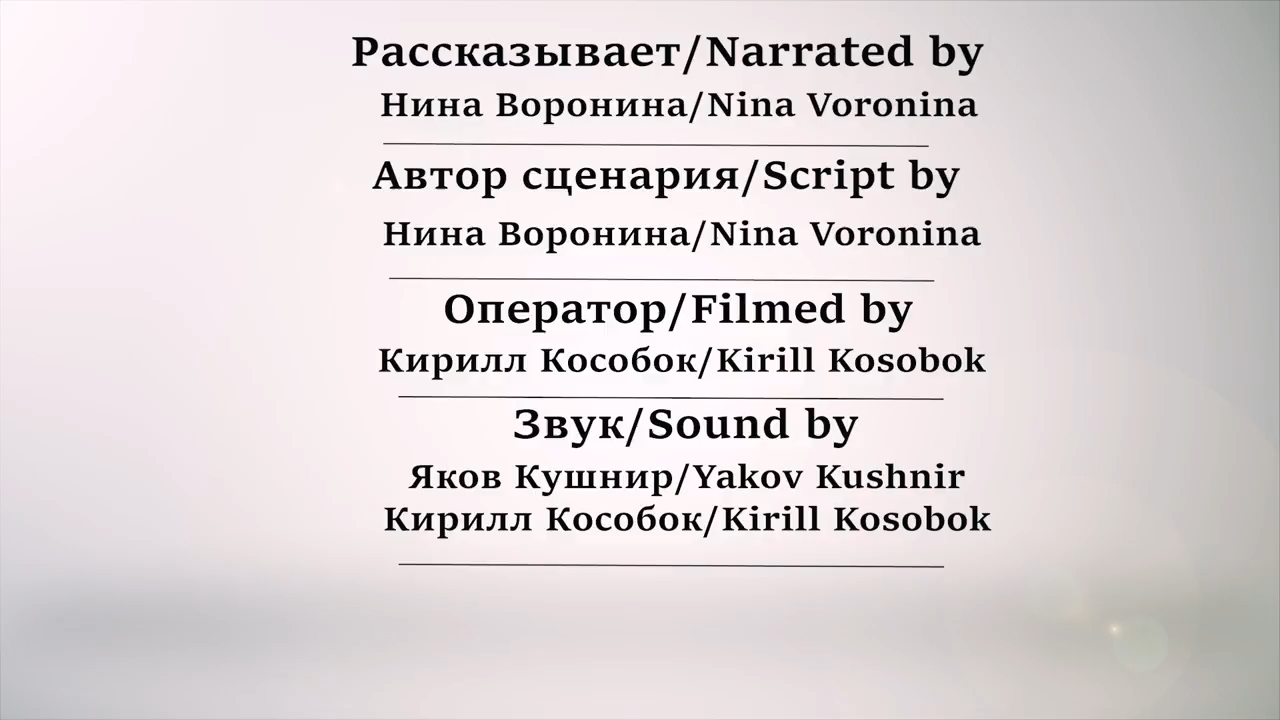 Рассказывает/Narrated by
Нина Воронина/Nina Voronina
Автор сценария/Script by
Нина Воронина/Nina Voronina
Оператор/Filmed by
Кирилл Кособок/Kirill Kosobok
Звук/Sound by
Яков Кушнир/Yakov Kushnir
Кирилл Кособок/Kirill Kosobok